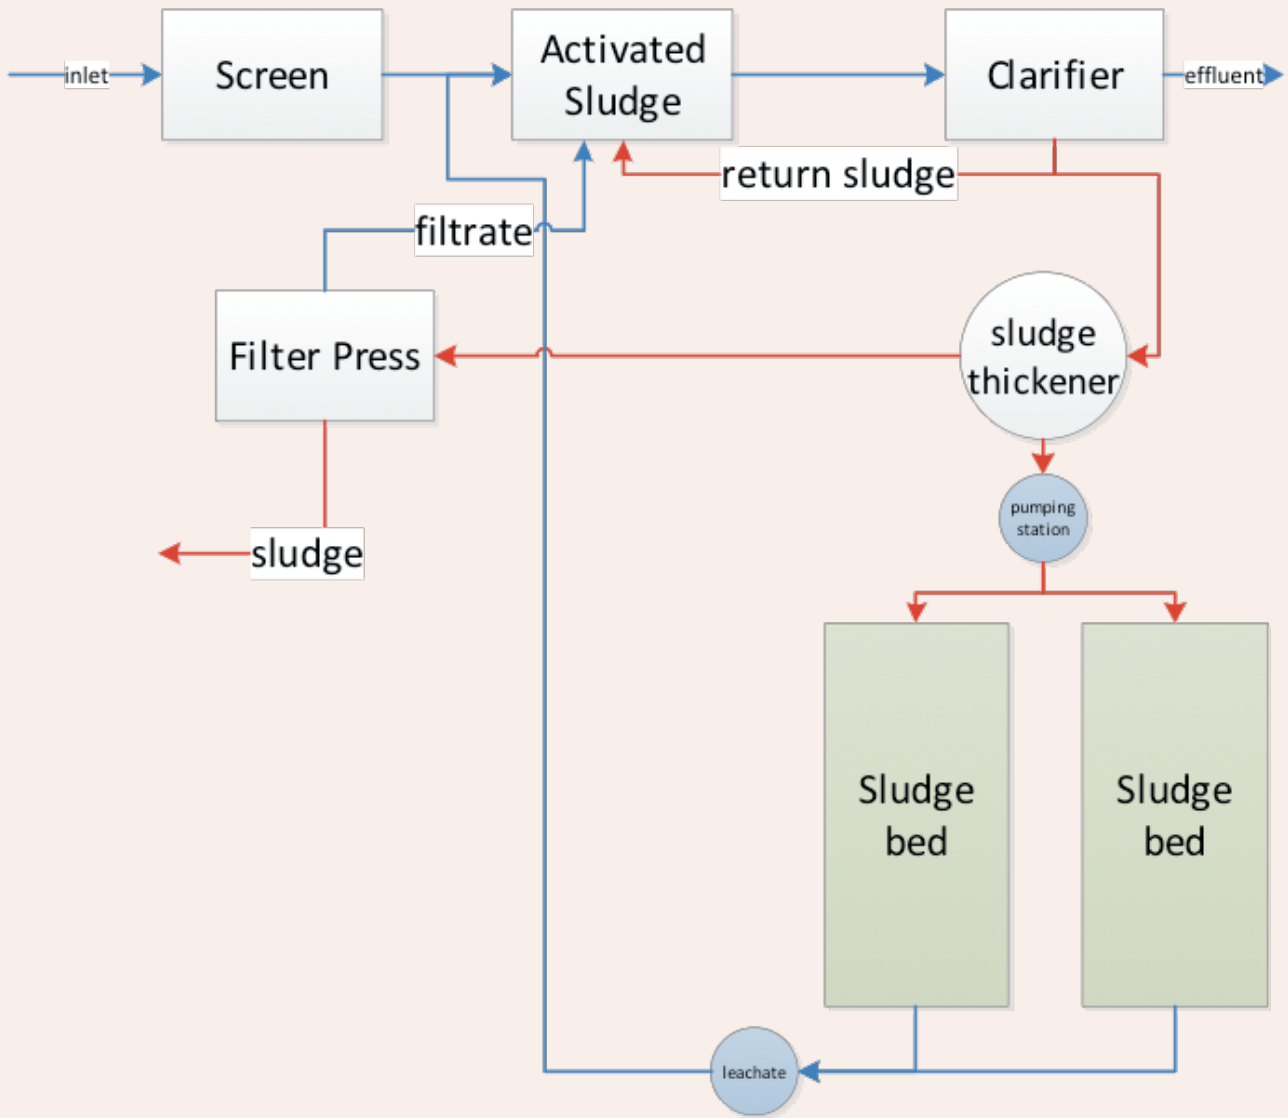 inlet
Screen
Activated
Sludge
Clarifier
effluent
return sludge
filtrate
Filter Press
sludge
thickener
pumping
station
sludge
Sludge
bed
Sludge
bed
leachate